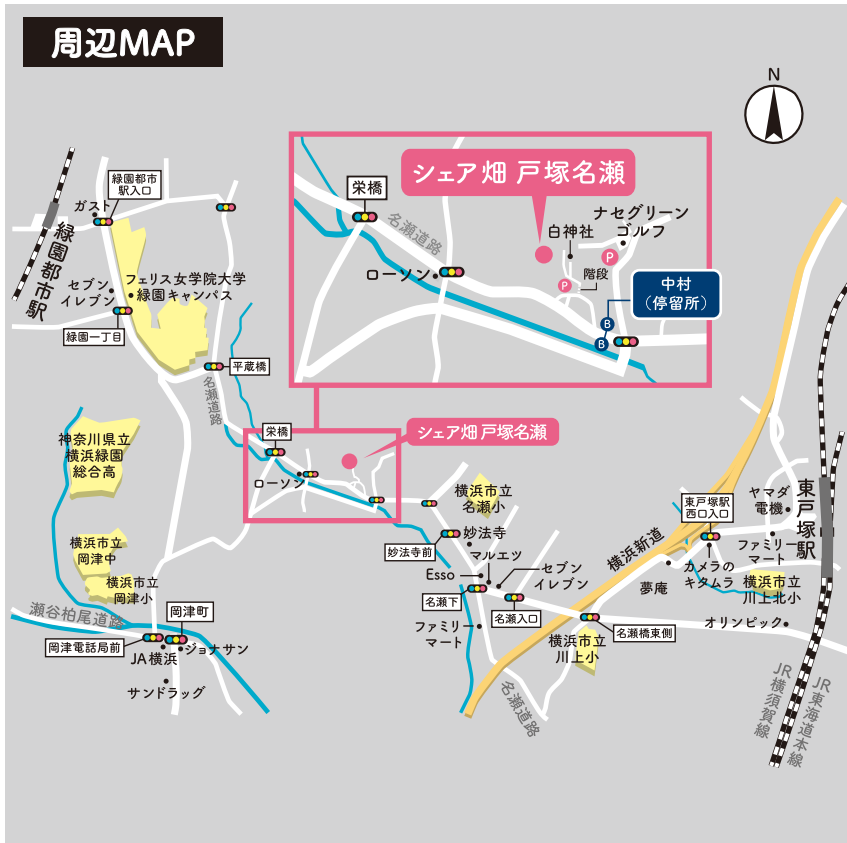 周辺MAP
N
緑園都市
駅入口
ガスト
緑園都市駅
セブン
イレブン
フェリス女学院大学
緑園キャンパス
緑園一丁目
平蔵橋
名瀬道路
栄橋
シェア畑 戸塚名瀬
名瀬道路
ローソン
白神社
ナセグリーン
ゴルフ
P
P
階段
中村
(停留所)
B
B
神奈川県立
横浜緑園
総合高
栄橋
シェア畑 戸塚名瀬
ローソン
横浜市立
名瀬小
妙法寺
妙法寺前
マルエツ
Esso
セブン
イレブン
名瀬下
名瀬入口
ファミリー
マート
横浜市立
川上小
名瀬橋東側
名瀬道路
横浜新道
東戸塚駅
西口入口
ヤマダ
電機
東戸塚駅
ファミリー
マート
カメラの
キタムラ
夢庵
横浜市立
川上北小
オリンピック
JR横須賀線
JR東海道本線
横浜市立
岡津中
横浜市立
岡津小
瀬谷柏尾道路
岡津町
岡津電話局前
ジョナサン
JA横浜
サンドラッグ